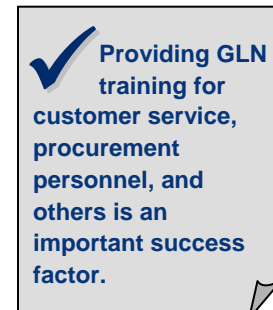 Providing GLN
training for
customer service,
procurement
personnel, and
others is an
important success
factor.